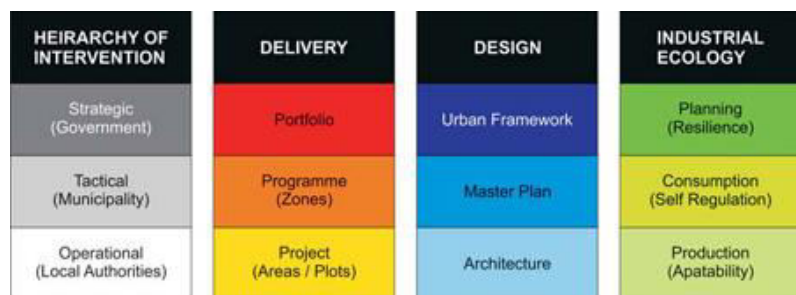 HEIRARCHY OF
INTERVENTION
Strategic
(Government)
Tactical
(Municipality)
Operational
(Local Authorities)
DELIVERY
Portfolio
Programme
(Zones)
Project
(Areas / Plots)
DESIGN
Urban Framework
Master Plan
Architecture
INDUSTRIAL
ECOLOGY
Planning
(Resilience)
Consumption
(Self Regulation)
Production
(Apatability)